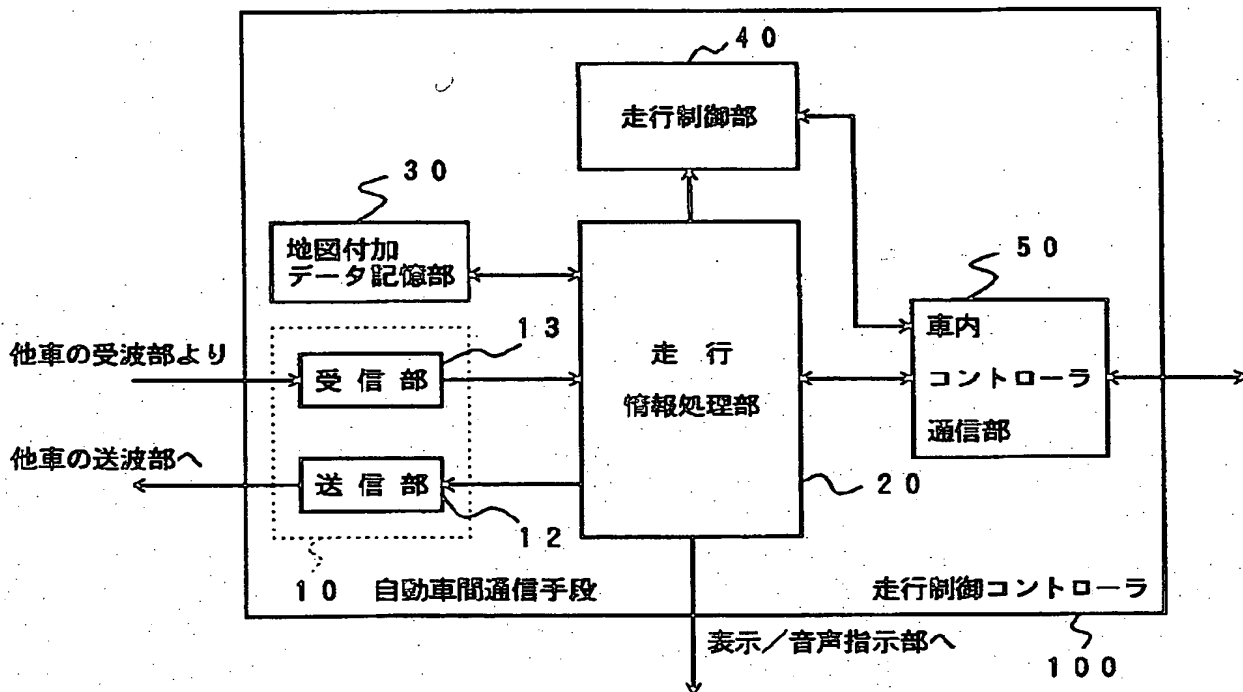 ４０
走行制御部
３０
地図付加
データ記憶部
５０
車内
コントローラ
通信部
１３
他車の受波部より
受信部
走 行
情報処理部
他車の送波部へ
送信部
２０
１２
１０ 自動車間通信手段
走行制御コントローラ
表示／音声指示部へ
１００